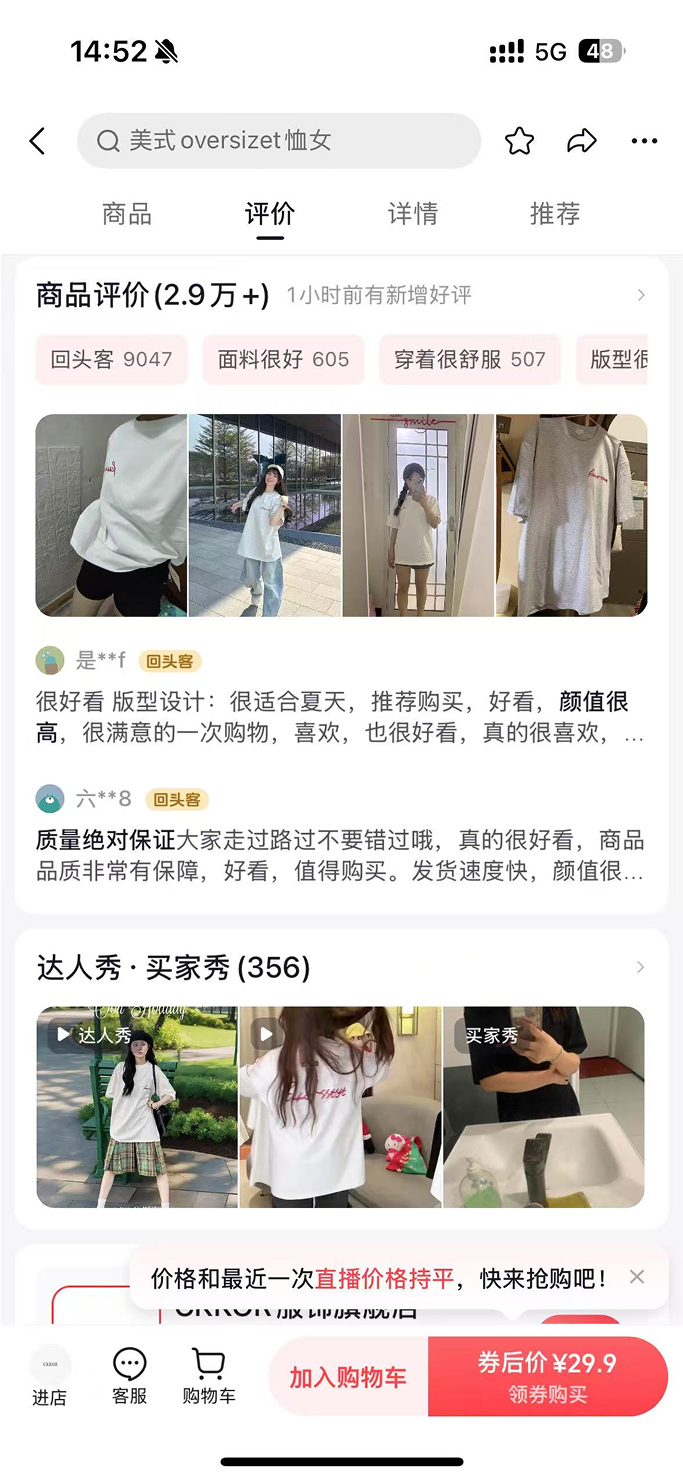 14:52
5G
48
美式oversizet恤女
商品
评价
详情
推荐
商品评价(2.9万+) 1小时前有新增好评
回头客 9047
面料很好 605
穿着很舒服 507
版型很
smile
是**f 回头客
很好看 版型设计：很适合夏天，推荐购买，好看，颜值很
高，很满意的一次购物，喜欢，也很好看，真的很喜欢，...
六**8 回头客
质量绝对保证大家走过路过不要错过哦，真的很好看，商品
品质非常有保障，好看，值得购买。发货速度快，颜值很...
达人秀·买家秀(356)
达人秀
买家秀
价格和最近一次直播价格持平，快来抢购吧！
CKKOR服饰旗舰店
进店
客服
购物车
加入购物车
券后价 ¥29.9
领券购买